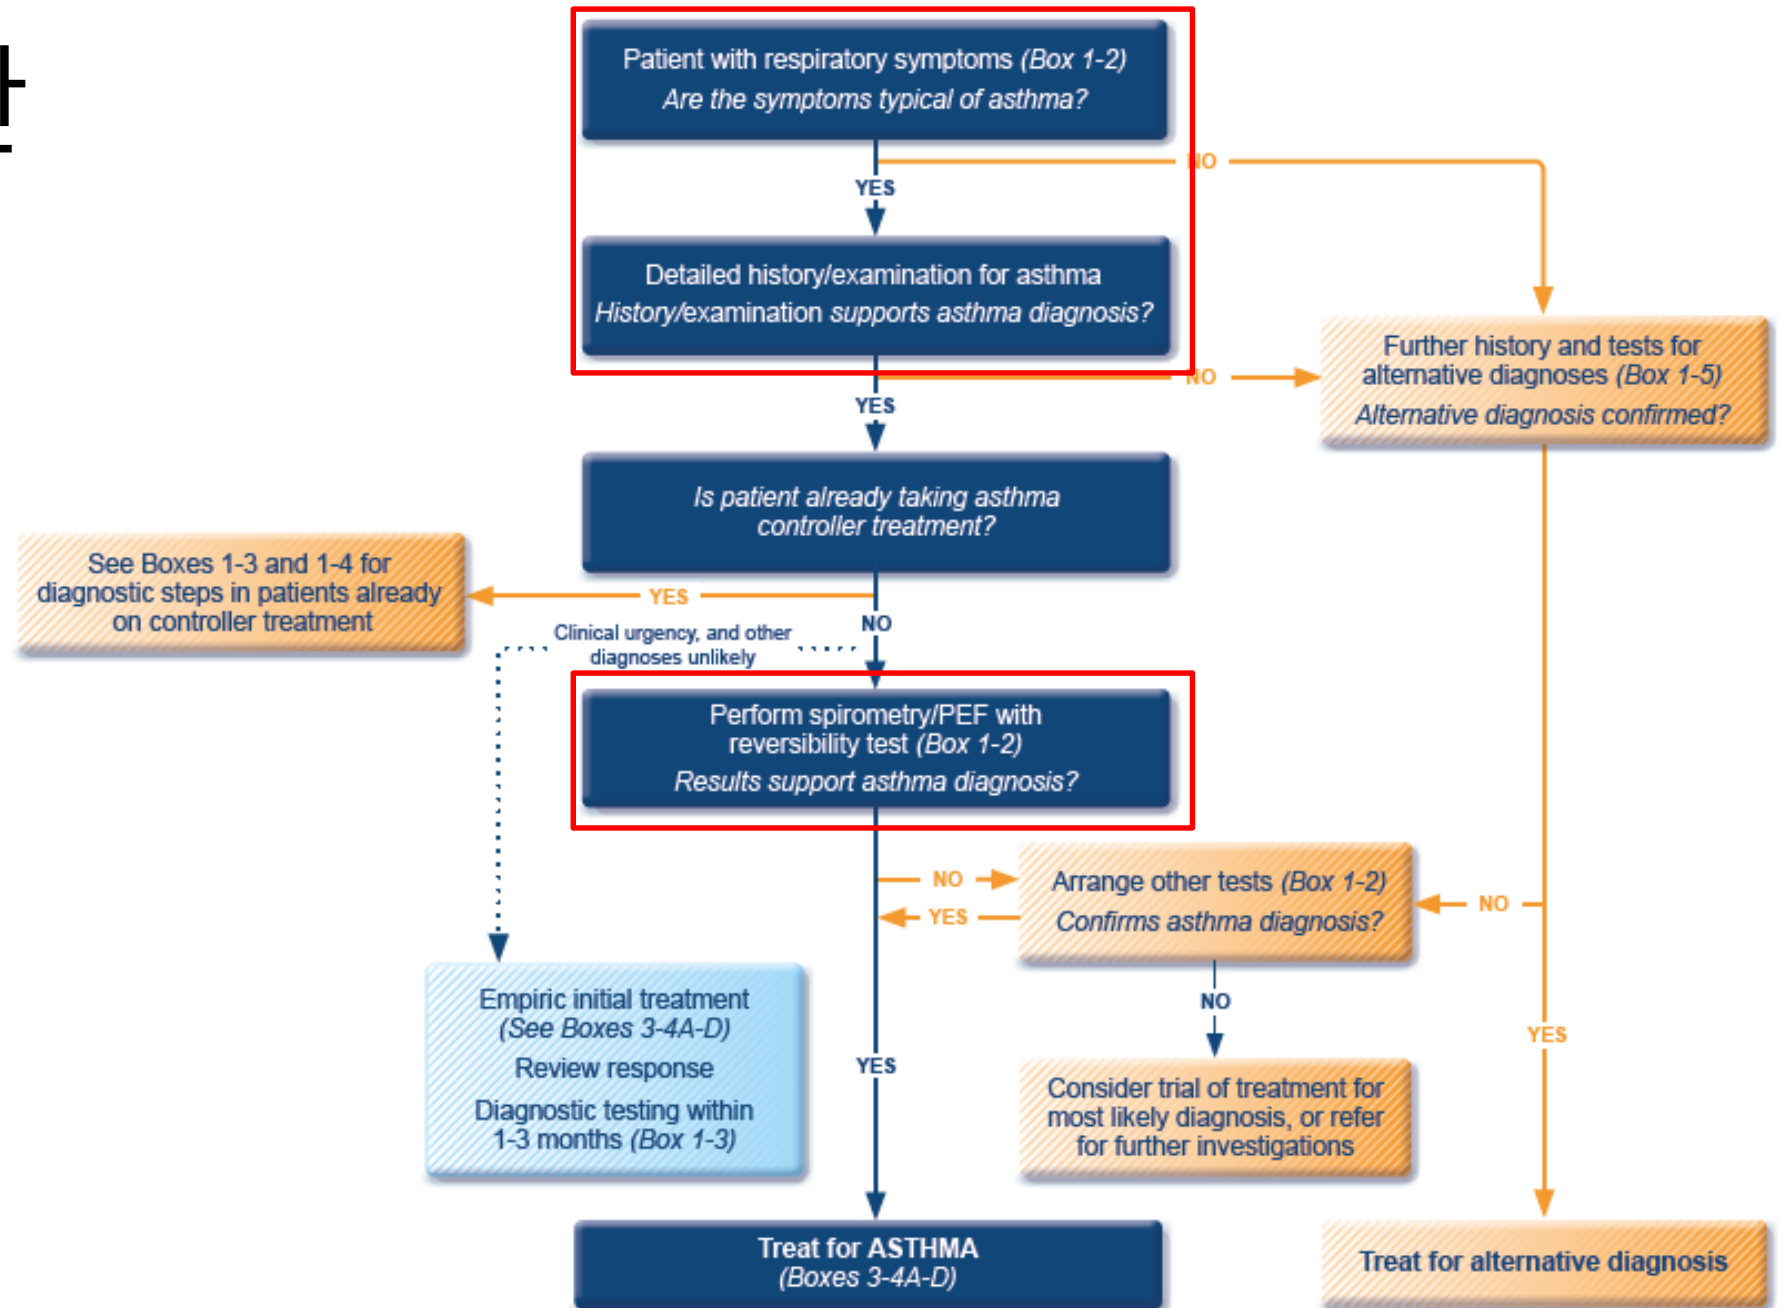 Patient with respiratory symptoms (Box 1-2)
Are the symptoms typical of asthma?
NO
YES
Detailed history/examination for asthma
History/examination supports asthma diagnosis?
NO
Further history and tests for
alternative diagnoses (Box 1-5)
Alternative diagnosis confirmed?
YES
Is patient already taking asthma
controller treatment?
See Boxes 1-3 and 1-4 for
diagnostic steps in patients already
on controller treatment
YES
NO
Clinical urgency, and other
diagnoses unlikely
Perform spirometry/PEF with
reversibility test (Box 1-2)
Results support asthma diagnosis?
NO
YES
Arrange other tests (Box 1-2)
Confirms asthma diagnosis?
NO
Empiric initial treatment
(See Boxes 3-4A-D)
Review response
Diagnostic testing within
1-3 months (Box 1-3)
NO
YES
YES
Consider trial of treatment for
most likely diagnosis, or refer
for further investigations
Treat for ASTHMA
(Boxes 3-4A-D)
Treat for alternative diagnosis